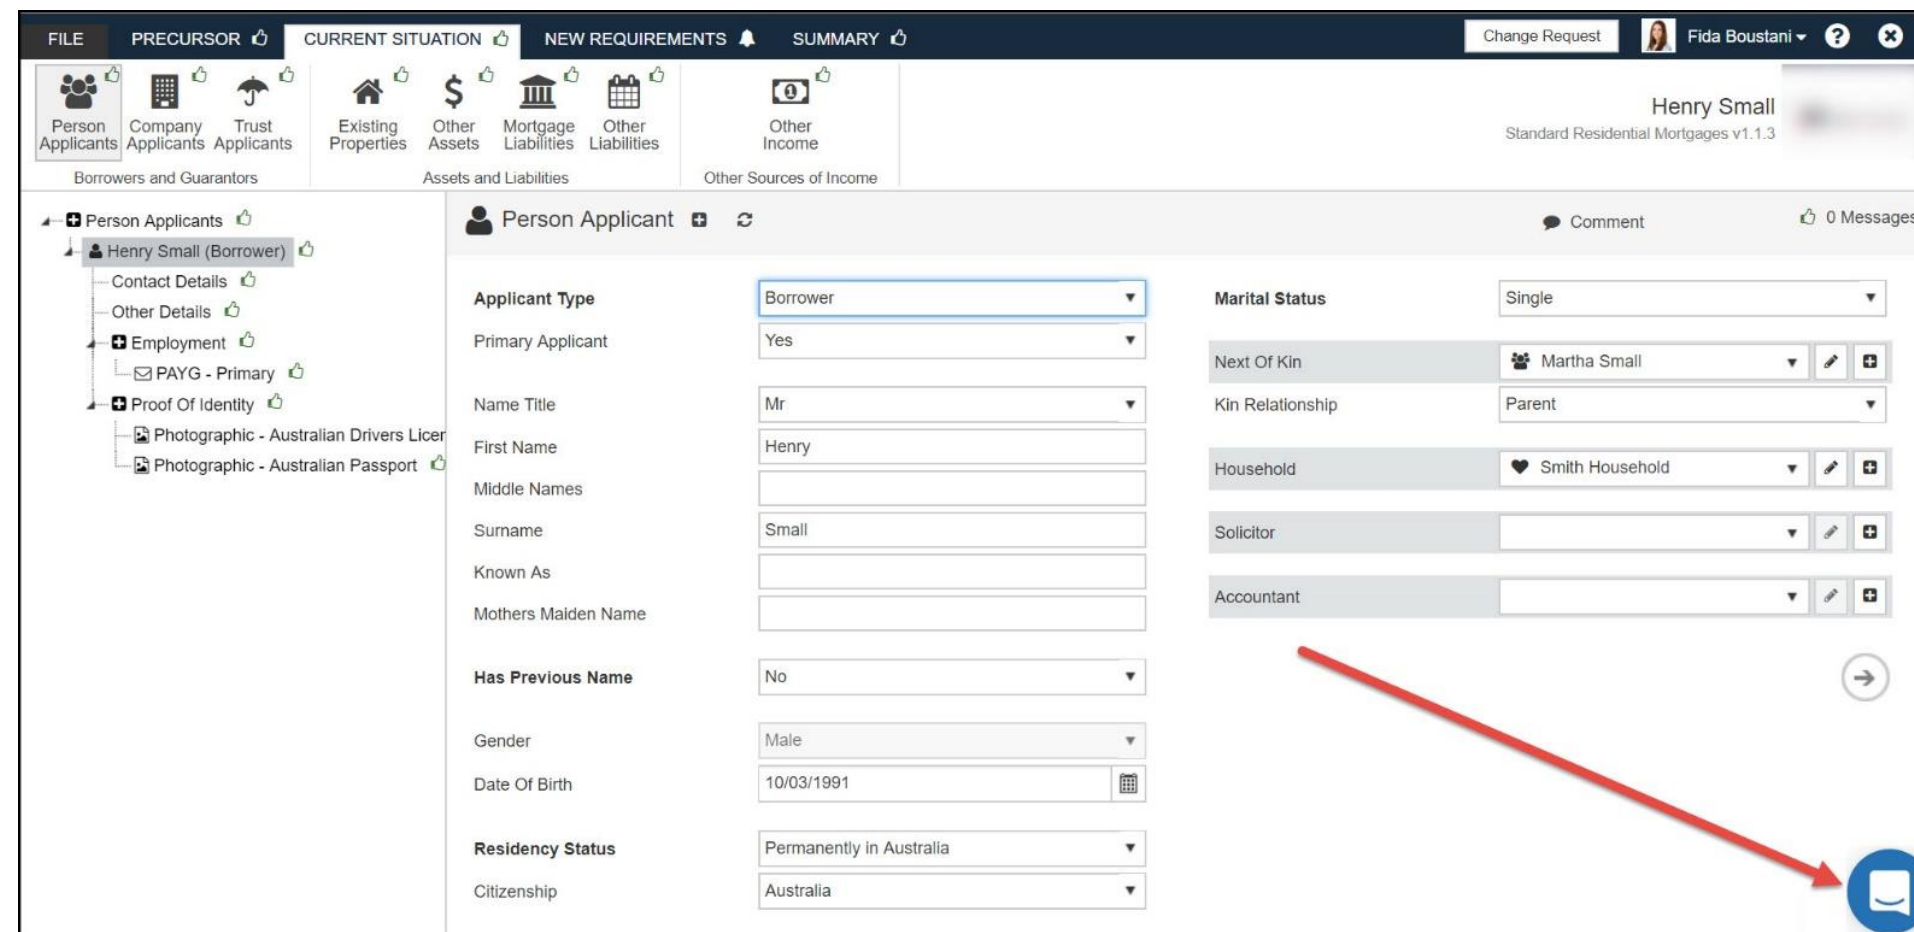 FILE PRECURSOR CURRENT SITUATION NEW REQUIREMENTS SUMMARY Change Request Fida Boustani
Person Applicants
Company Applicants
Trust Applicants
Existing Properties
Other Assets
Mortgage Liabilities
Other Liabilities
Other Income
Borrowers and Guarantors
Assets and Liabilities
Other Sources of Income
Henry Small
Standard Residential Mortgages v1.1.3
Person Applicants
Henry Small (Borrower)
Contact Details
Other Details
Employment
PAYG - Primary
Proof Of Identity
Photographic - Australian Drivers Licer
Photographic - Australian Passport
Person Applicant
Comment
0 Messages
Applicant Type Borrower
Primary Applicant Yes
Name Title Mr
First Name Henry
Middle Names
Surname Small
Known As
Mothers Maiden Name
Has Previous Name No
Gender Male
Date Of Birth 10/03/1991
Residency Status Permanently in Australia
Citizenship Australia
Marital Status Single
Next Of Kin Martha Small
Kin Relationship Parent
Household Smith Household
Solicitor
Accountant